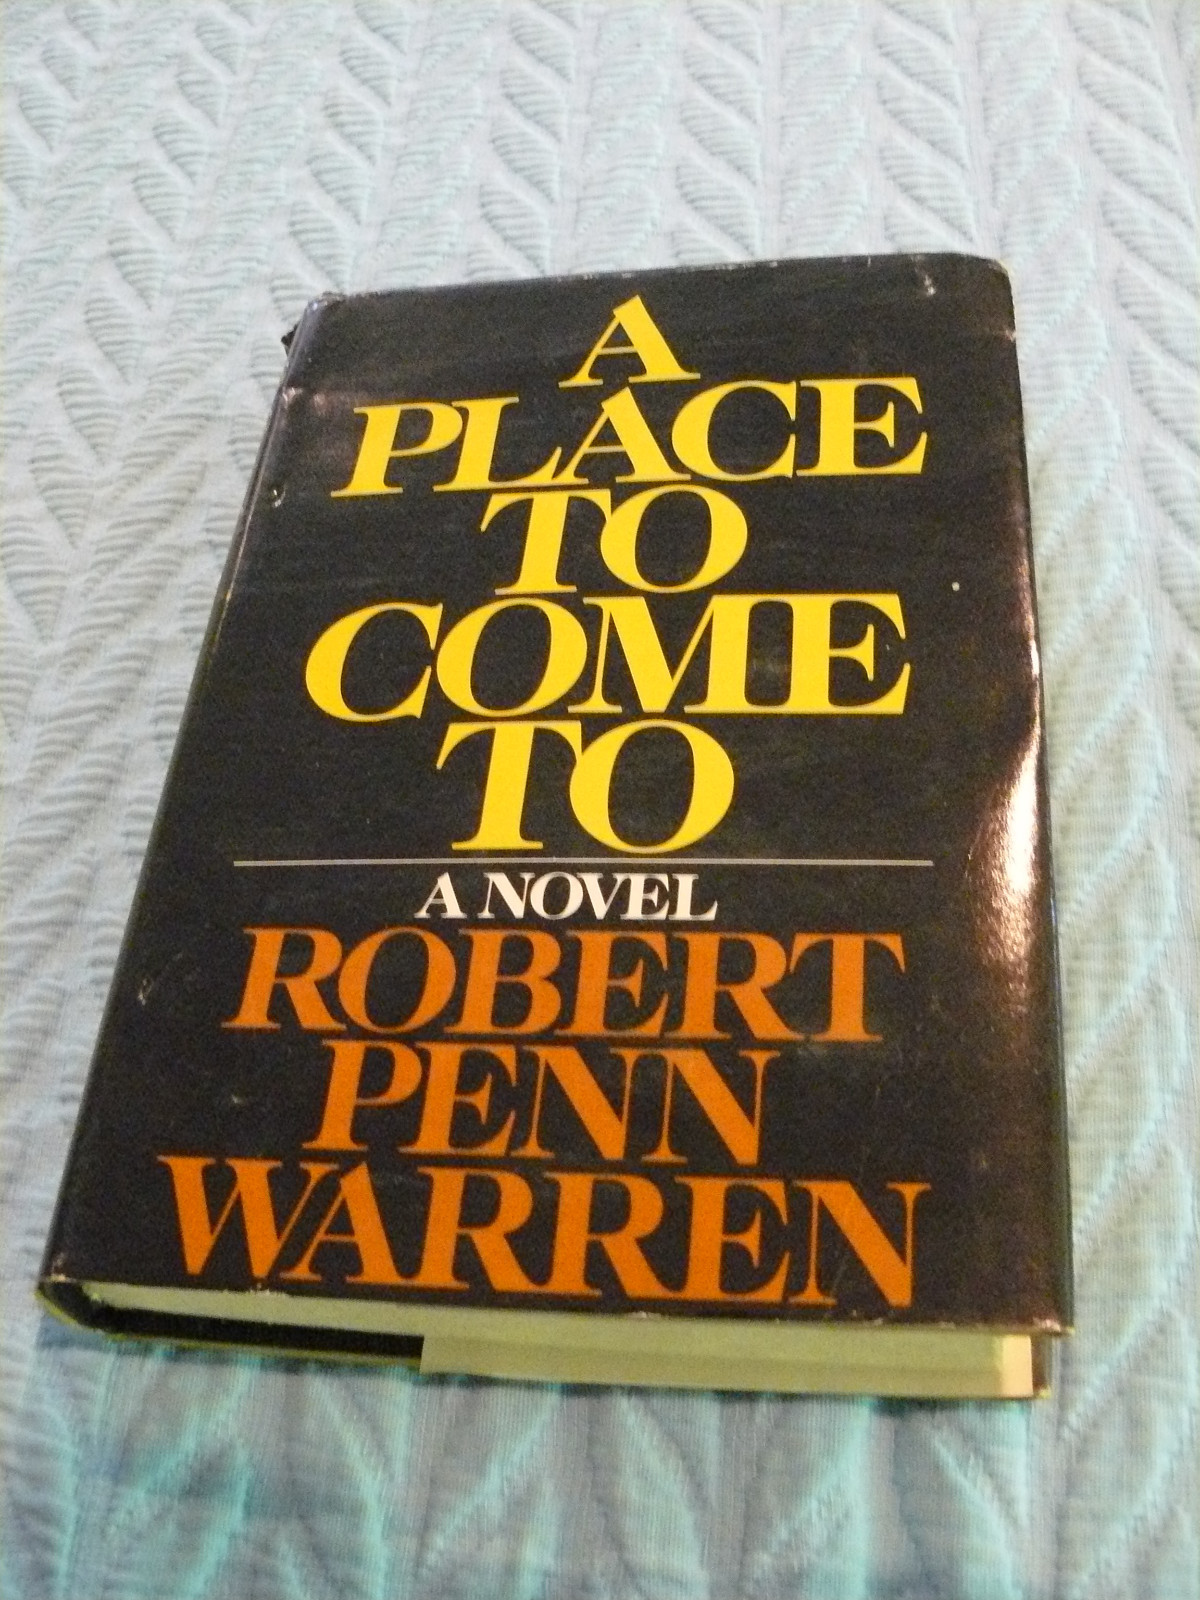 A
PLACE
TO
COME
TO
A NOVEL
ROBERT
PENN
WARREN